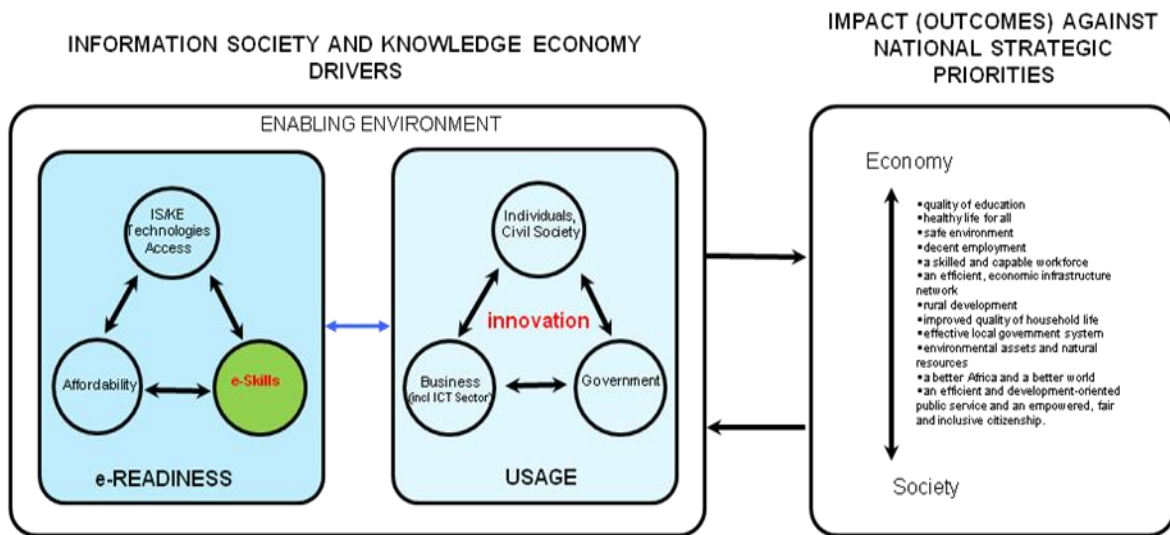 INFORMATION SOCIETY AND KNOWLEDGE ECONOMY
DRIVERS
IMPACT (OUTCOMES) AGAINST
NATIONAL STRATEGIC
PRIORITIES
ENABLING ENVIRONMENT
IS/KE
Technologies
Access
Affordability
e-Skills
e-READINESS
Individuals,
Civil Society
innovation
Business
(incl ICT Sector)
Government
USAGE
Economy
▪quality of education
▪healthy life for all
▪safe environment
▪decent employment
▪a skilled and capable workforce
▪an efficient, economic infrastructure
network
▪rural development
▪improved quality of household life
▪effective local government system
▪environmental assets and natural
resources
▪a better Africa and a better world
▪an efficient and development-oriented
public service and an empowered, fair
and inclusive citizenship.
Society